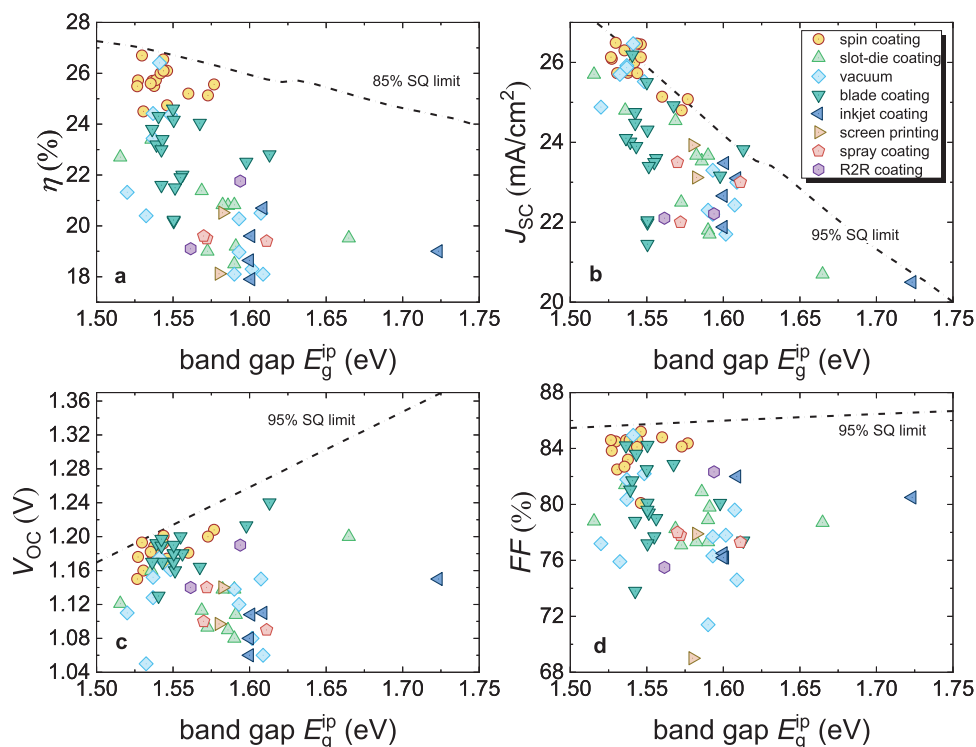 28
26
24
22
20
18
η (%)
85% SQ limit
a
1.50
1.55
1.60
1.65
1.70
1.75
band gap E_g^ip (eV)
26
24
22
20
J_SC (mA/cm²)
spin coating
slot-die coating
vacuum
blade coating
inkjet coating
screen printing
spray coating
R2R coating
95% SQ limit
b
1.50
1.55
1.60
1.65
1.70
1.75
band gap E_g^ip (eV)
1.36
1.32
1.28
1.24
1.20
1.16
1.12
1.08
1.04
V_OC (V)
95% SQ limit
c
1.50
1.55
1.60
1.65
1.70
1.75
band gap E_g^ip (eV)
88
84
80
76
72
68
FF (%)
95% SQ limit
d
1.50
1.55
1.60
1.65
1.70
1.75
band gap E_g^ip (eV)